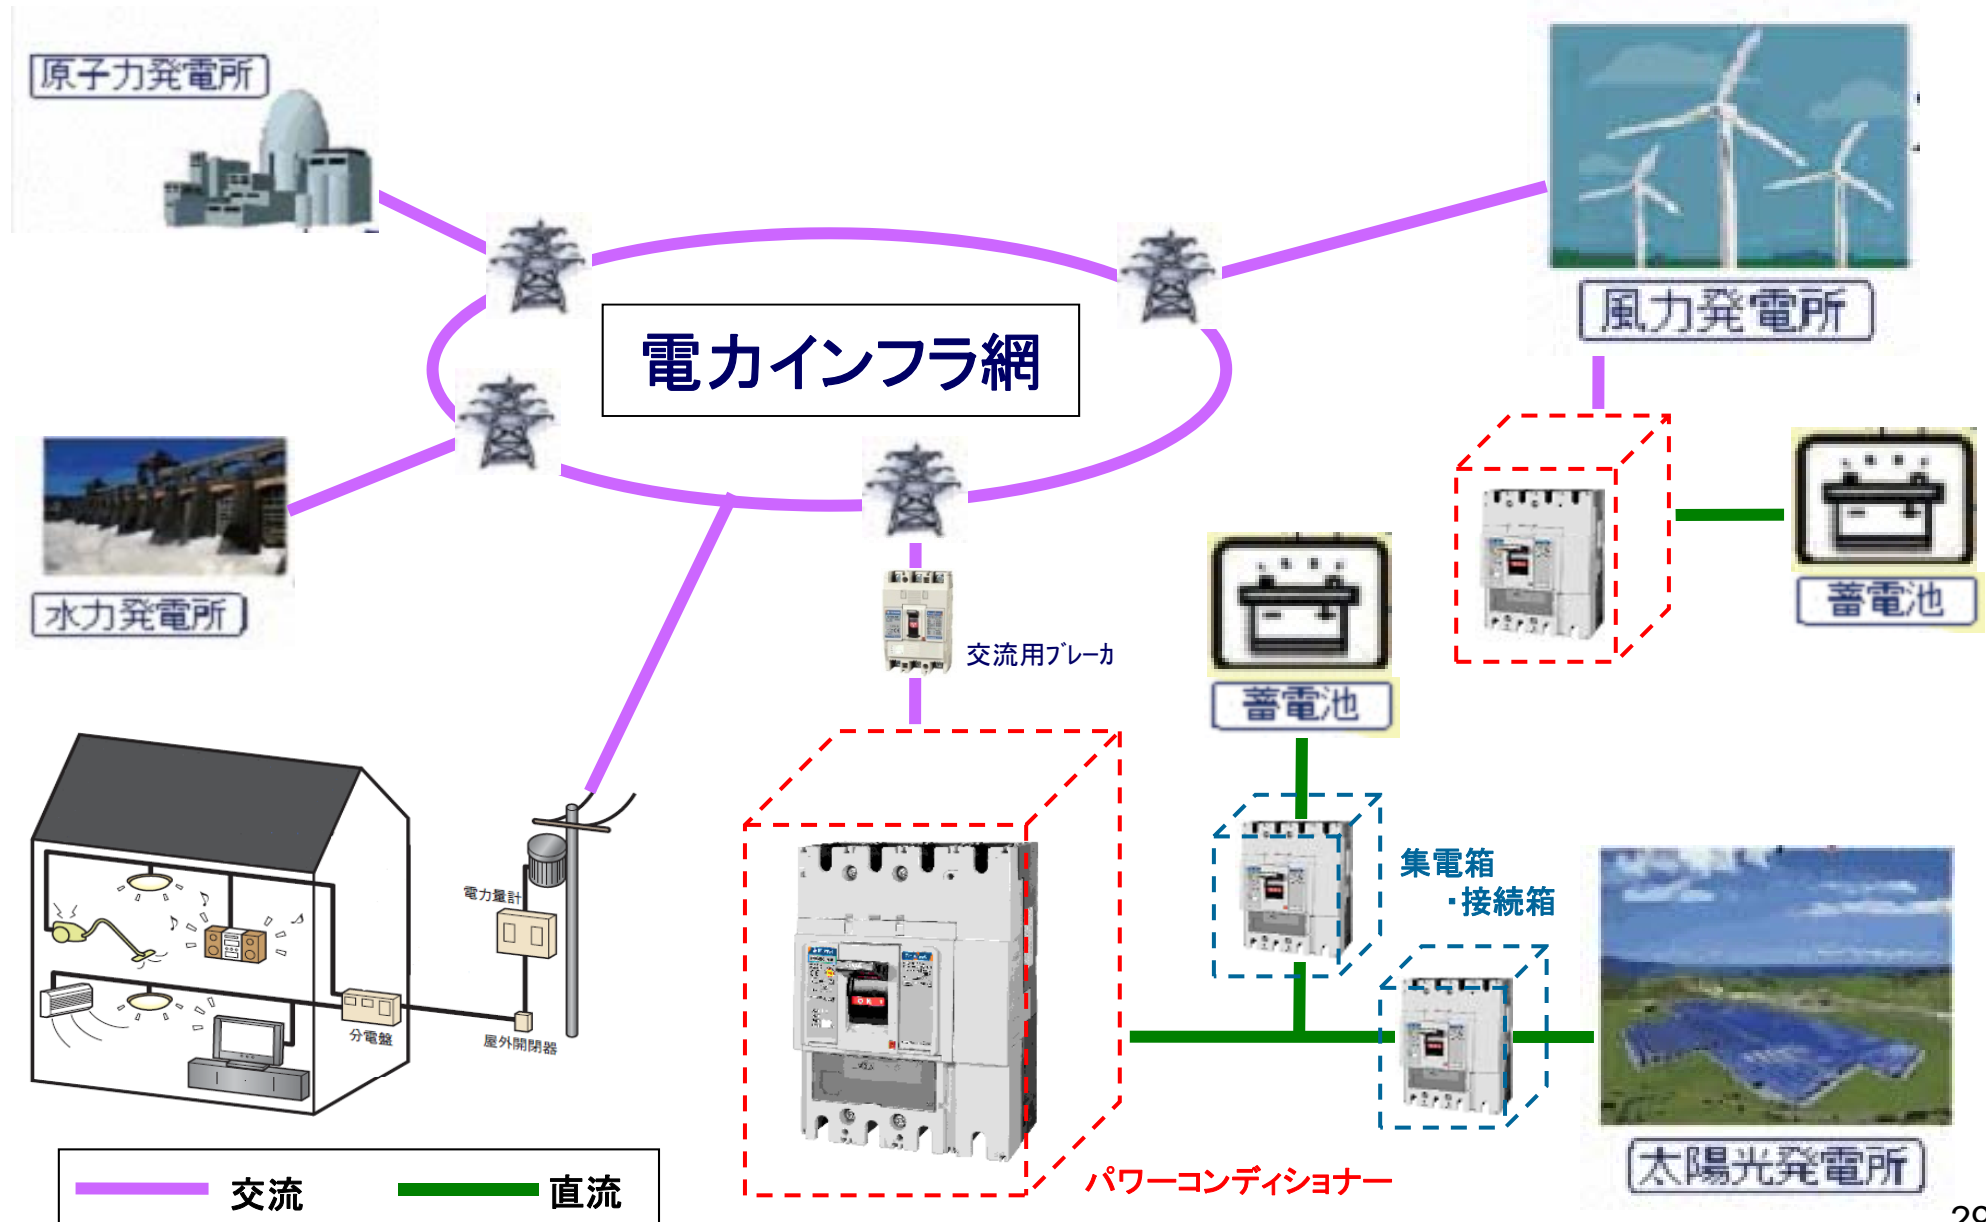 原子力発電所
風力発電所
電力インフラ網
水力発電所
交流用ブレーカ
蓄電池
蓄電池
集電箱
・接続箱
電力量計
分電盤
屋外開閉器
パワーコンディショナー
太陽光発電所
交流
直流
29